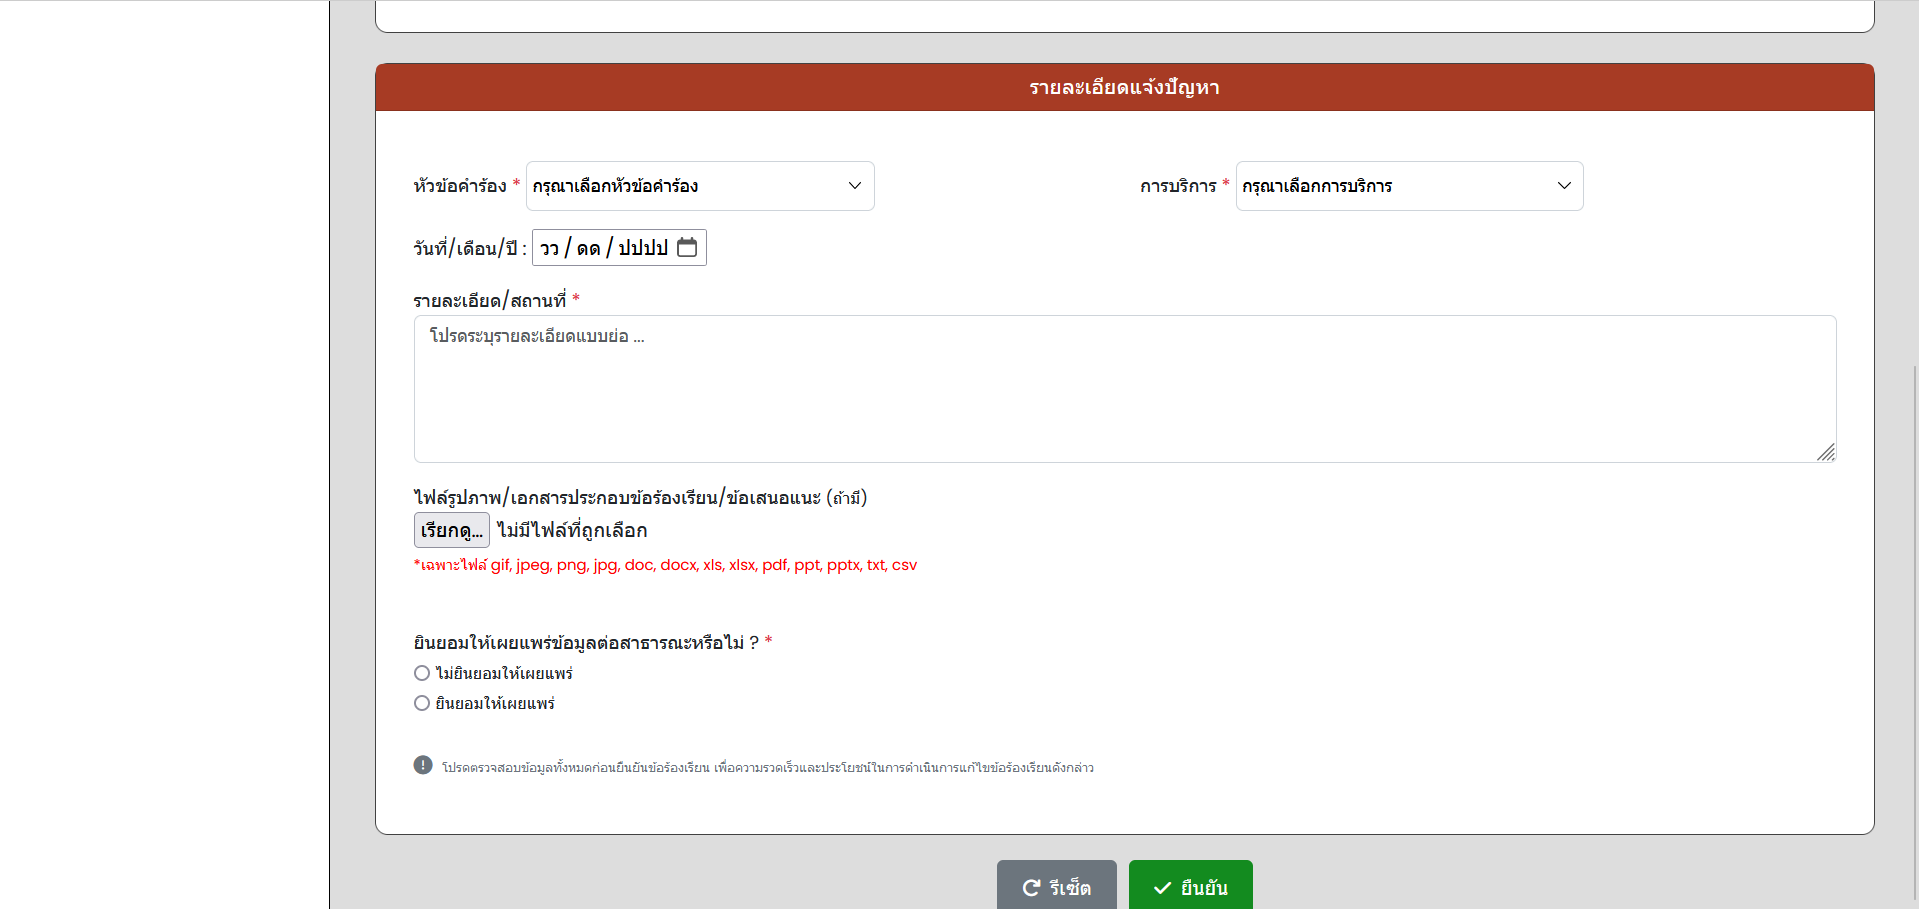 รายละเอียดแจ้งปัญหา
หัวข้อคำร้อง * กรุณาเลือกหัวข้อคำร้อง
การบริการ * กรุณาเลือกการบริการ
วันที่/เดือน/ปี : วว / ดด / ปปปป
รายละเอียด/สถานที่ *
โปรดระบุรายละเอียดแบบย่อ ...
ไฟล์รูปภาพ/เอกสารประกอบข้อร้องเรียน/ข้อเสนอแนะ (ถ้ามี)
เรียกดู... ไม่มีไฟล์ที่ถูกเลือก
*เฉพาะไฟล์ gif, jpeg, png, jpg, doc, docx, xls, xlsx, pdf, ppt, pptx, txt, csv
ยินยอมให้เผยแพร่ข้อมูลต่อสาธารณะหรือไม่ ? *
ไม่ยินยอมให้เผยแพร่
ยินยอมให้เผยแพร่
โปรดตรวจสอบข้อมูลทั้งหมดก่อนยืนยันข้อร้องเรียน เพื่อความรวดเร็วและประโยชน์ในการดำเนินการแก้ไขข้อร้องเรียนดังกล่าว
รีเซ็ต
ยืนยัน